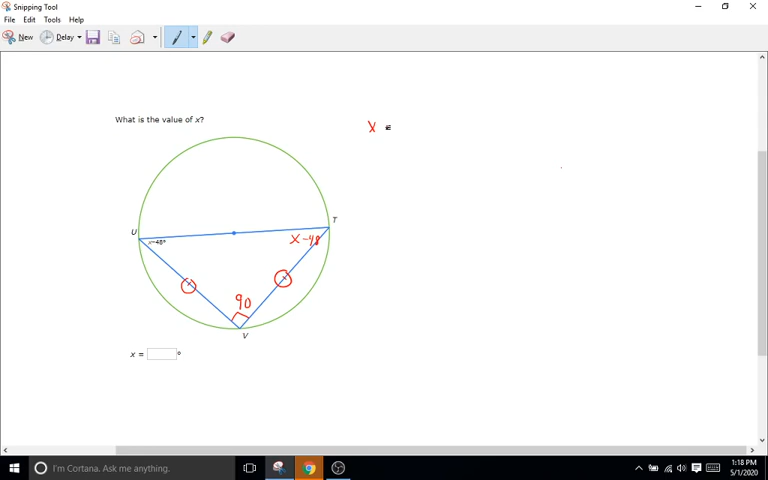 Snipping Tool
File Edit Tools Help
New Delay
What is the value of x?
X =
U
T
x−48°
X −48
90
V
x = °
I'm Cortana. Ask me anything.
1:18 PM
5/1/2020